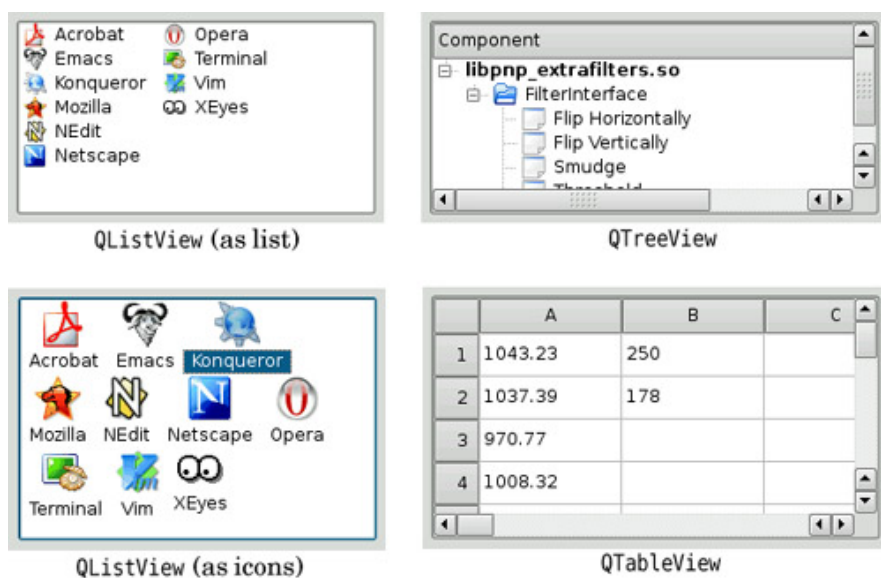 Acrobat Opera
Emacs Terminal
Konqueror Vim
Mozilla XEyes
NEdit
Netscape
QListView (as list)
Component
libpnp_extrafilters.so
FilterInterface
Flip Horizontally
Flip Vertically
Smudge
Threshold
QTreeView
Acrobat Emacs Konqueror
Mozilla NEdit Netscape Opera
Terminal Vim XEyes
QListView (as icons)
A B C
1 1043.23 250
2 1037.39 178
3 970.77
4 1008.32
QTableView